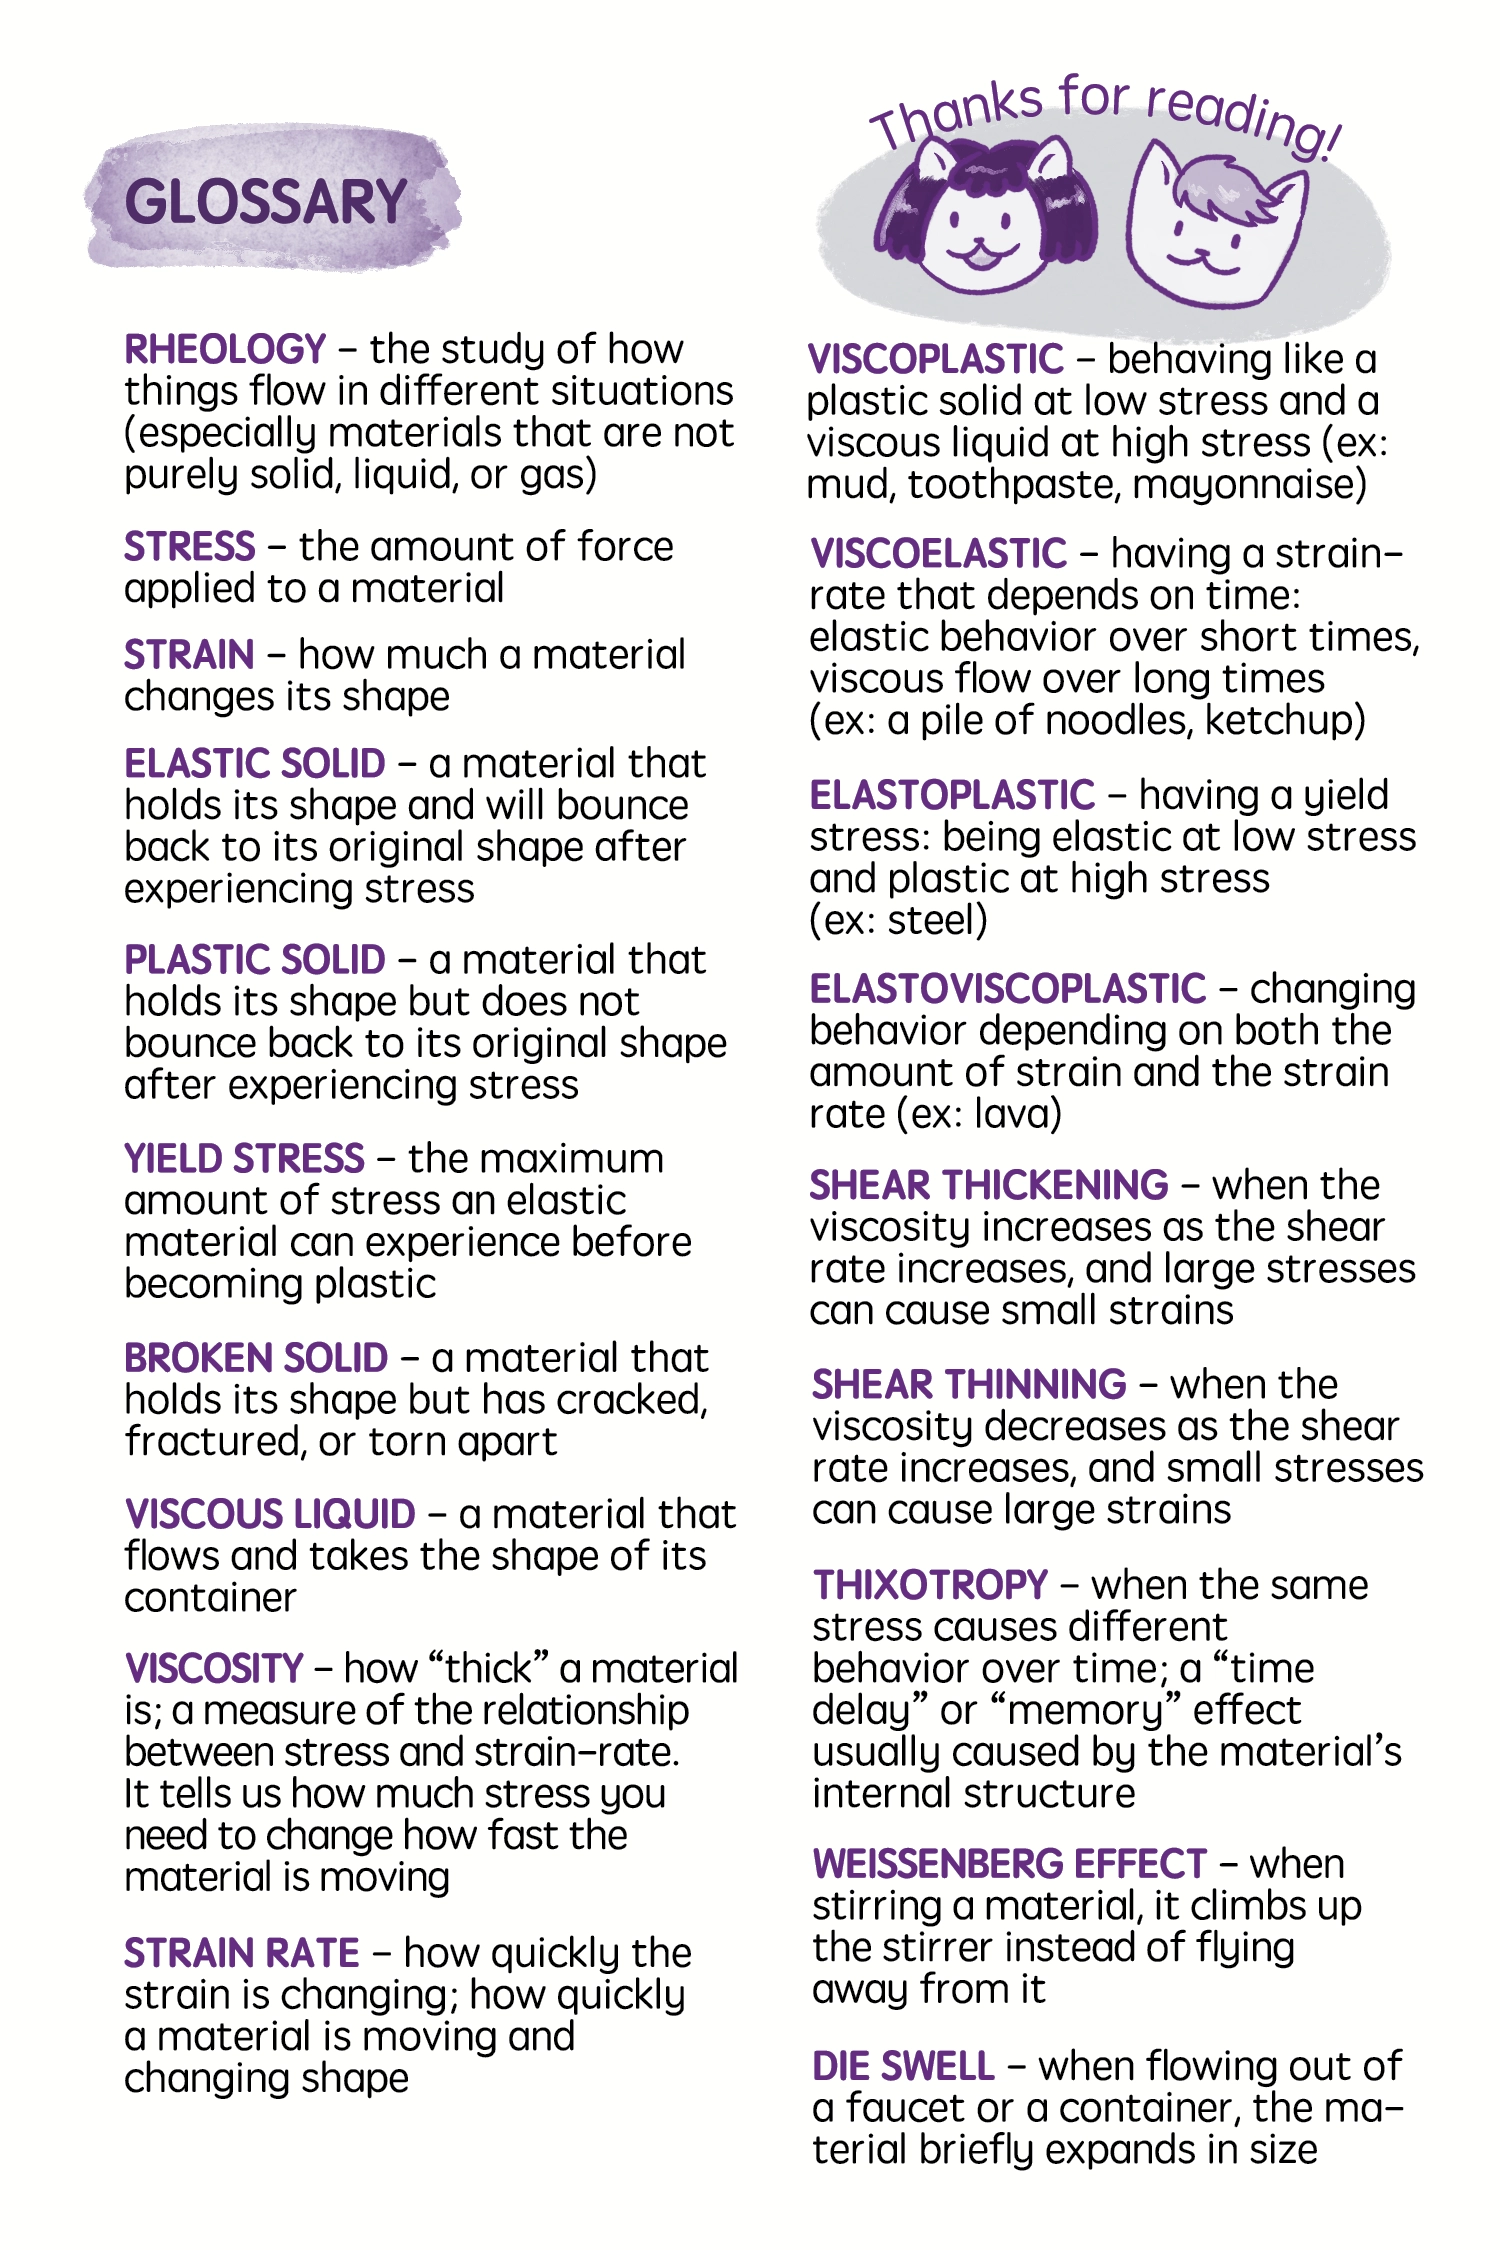 GLOSSARY
RHEOLOGY – the study of how
things flow in different situations
(especially materials that are not
purely solid, liquid, or gas)
STRESS – the amount of force
applied to a material
STRAIN – how much a material
changes its shape
ELASTIC SOLID – a material that
holds its shape and will bounce
back to its original shape after
experiencing stress
PLASTIC SOLID – a material that
holds its shape but does not
bounce back to its original shape
after experiencing stress
YIELD STRESS – the maximum
amount of stress an elastic
material can experience before
becoming plastic
BROKEN SOLID – a material that
holds its shape but has cracked,
fractured, or torn apart
VISCOUS LIQUID – a material that
flows and takes the shape of its
container
VISCOSITY – how “thick” a material
is; a measure of the relationship
between stress and strain-rate.
It tells us how much stress you
need to change how fast the
material is moving
STRAIN RATE – how quickly the
strain is changing; how quickly
a material is moving and
changing shape
Thanks for reading!
VISCOPLASTIC – behaving like a
plastic solid at low stress and a
viscous liquid at high stress (ex:
mud, toothpaste, mayonnaise)
VISCOELASTIC – having a strain-
rate that depends on time:
elastic behavior over short times,
viscous flow over long times
(ex: a pile of noodles, ketchup)
ELASTOPLASTIC – having a yield
stress: being elastic at low stress
and plastic at high stress
(ex: steel)
ELASTOVISCOPLASTIC – changing
behavior depending on both the
amount of strain and the strain
rate (ex: lava)
SHEAR THICKENING – when the
viscosity increases as the shear
rate increases, and large stresses
can cause small strains
SHEAR THINNING – when the
viscosity decreases as the shear
rate increases, and small stresses
can cause large strains
THIXOTROPY – when the same
stress causes different
behavior over time; a “time
delay” or “memory” effect
usually caused by the material’s
internal structure
WEISSENBERG EFFECT – when
stirring a material, it climbs up
the stirrer instead of flying
away from it
DIE SWELL – when flowing out of
a faucet or a container, the ma-
terial briefly expands in size